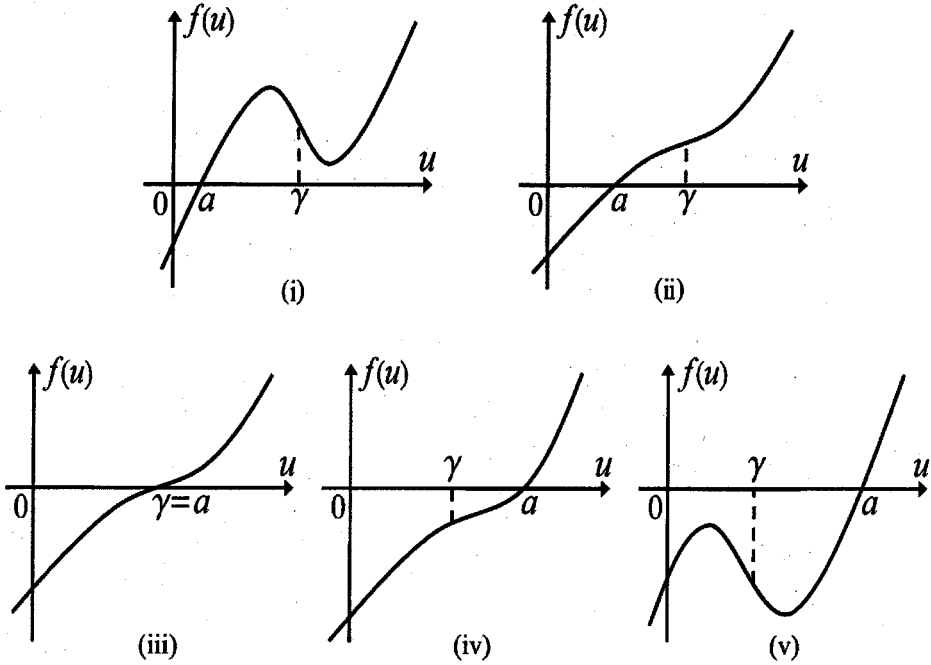 f(u)
u
0
a
γ
(i)
f(u)
u
0
a
γ
(ii)
f(u)
u
0
γ=a
(iii)
f(u)
γ
u
0
a
(iv)
f(u)
γ
u
0
a
(v)